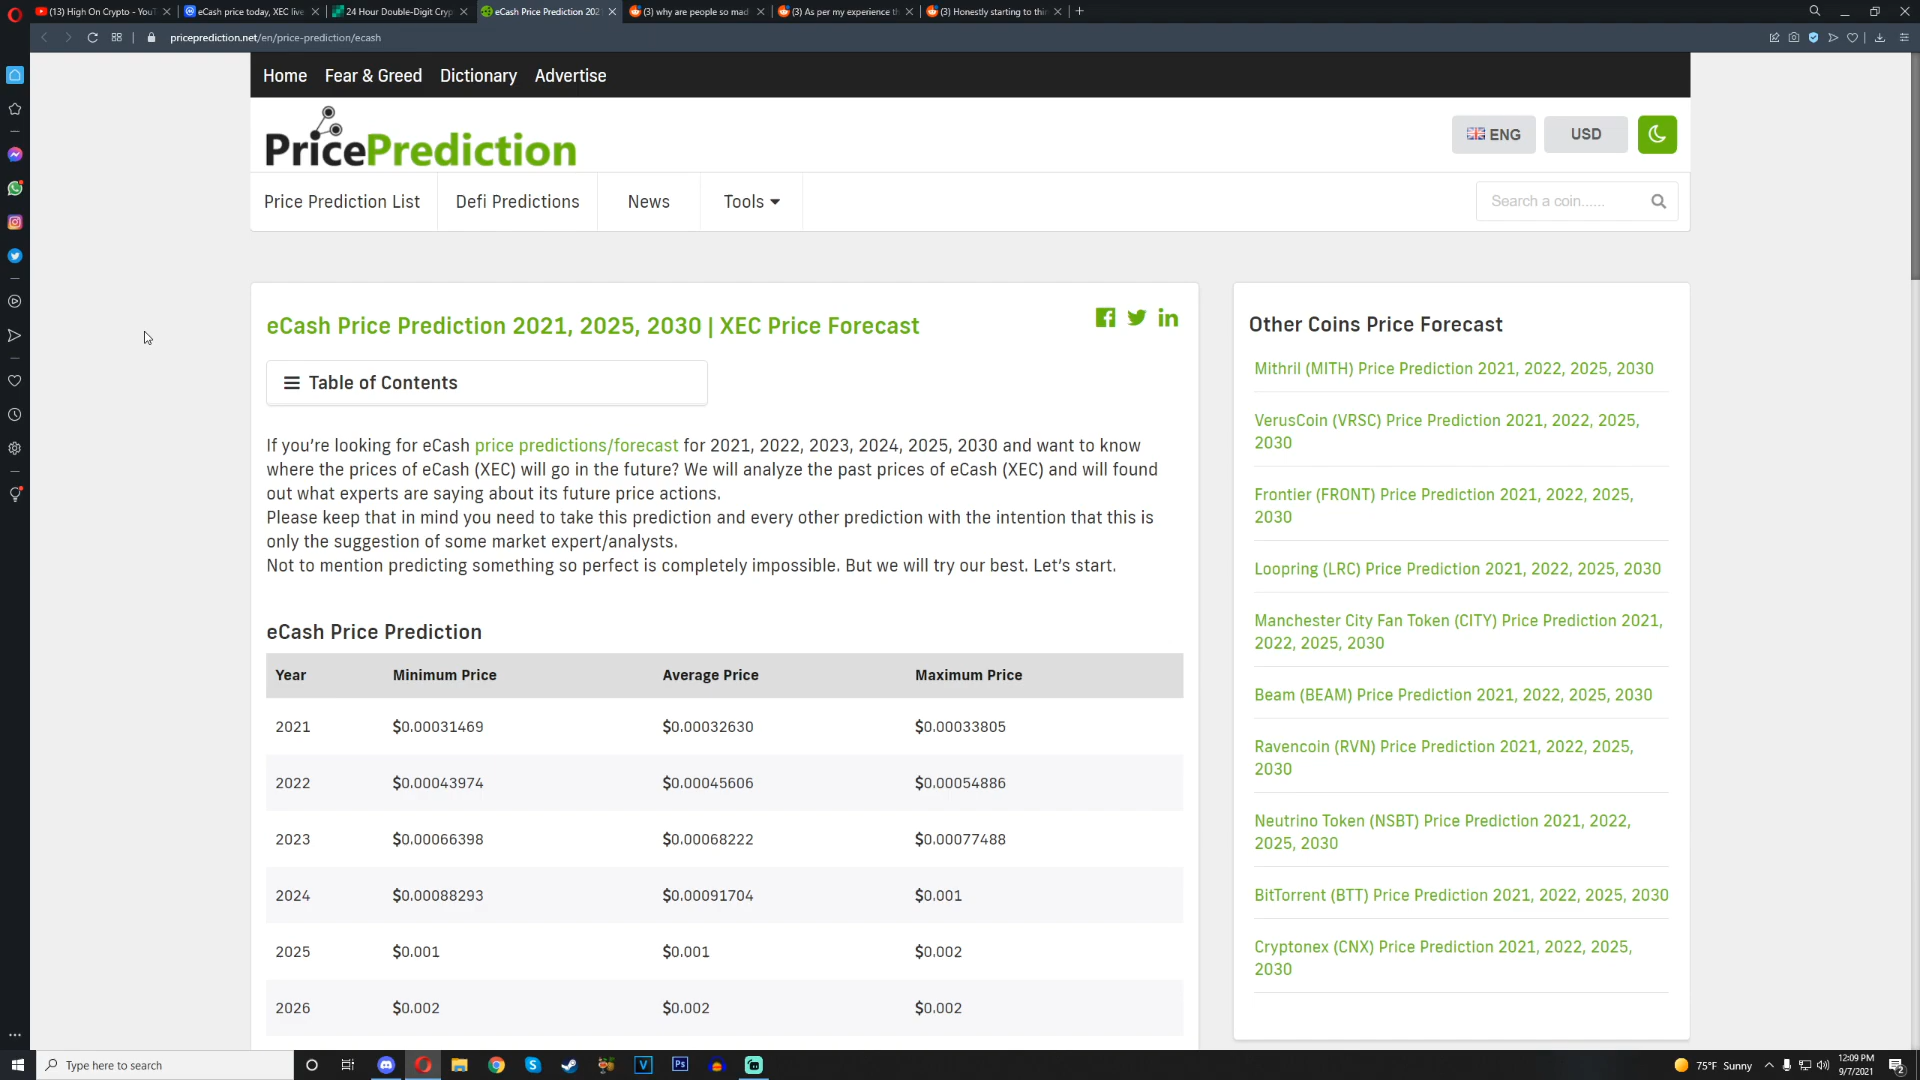 (13) High On Crypto - YouT
eCash price today, XEC live
24 Hour Double-Digit Cryp
eCash Price Prediction 202
(3) why are people so mad
(3) As per my experience th
(3) Honestly starting to thin
priceprediction.net/en/price-prediction/ecash
Home Fear & Greed Dictionary Advertise
PricePrediction
ENG
USD
Price Prediction List
Defi Predictions
News
Tools
Search a coin......
eCash Price Prediction 2021, 2025, 2030 | XEC Price Forecast
Table of Contents
If you’re looking for eCash price predictions/forecast for 2021, 2022, 2023, 2024, 2025, 2030 and want to know
where the prices of eCash (XEC) will go in the future? We will analyze the past prices of eCash (XEC) and will found
out what experts are saying about its future price actions.
Please keep that in mind you need to take this prediction and every other prediction with the intention that this is
only the suggestion of some market expert/analysts.
Not to mention predicting something so perfect is completely impossible. But we will try our best. Let’s start.
eCash Price Prediction
Year Minimum Price Average Price Maximum Price
2021 $0.00031469 $0.00032630 $0.00033805
2022 $0.00043974 $0.00045606 $0.00054886
2023 $0.00066398 $0.00068222 $0.00077488
2024 $0.00088293 $0.00091704 $0.001
2025 $0.001 $0.001 $0.002
2026 $0.002 $0.002 $0.002
Other Coins Price Forecast
Mithril (MITH) Price Prediction 2021, 2022, 2025, 2030
VerusCoin (VRSC) Price Prediction 2021, 2022, 2025,
2030
Frontier (FRONT) Price Prediction 2021, 2022, 2025,
2030
Loopring (LRC) Price Prediction 2021, 2022, 2025, 2030
Manchester City Fan Token (CITY) Price Prediction 2021,
2022, 2025, 2030
Beam (BEAM) Price Prediction 2021, 2022, 2025, 2030
Ravencoin (RVN) Price Prediction 2021, 2022, 2025,
2030
Neutrino Token (NSBT) Price Prediction 2021, 2022,
2025, 2030
BitTorrent (BTT) Price Prediction 2021, 2022, 2025, 2030
Cryptonex (CNX) Price Prediction 2021, 2022, 2025,
2030
Type here to search
75°F Sunny
12:09 PM
9/7/2021